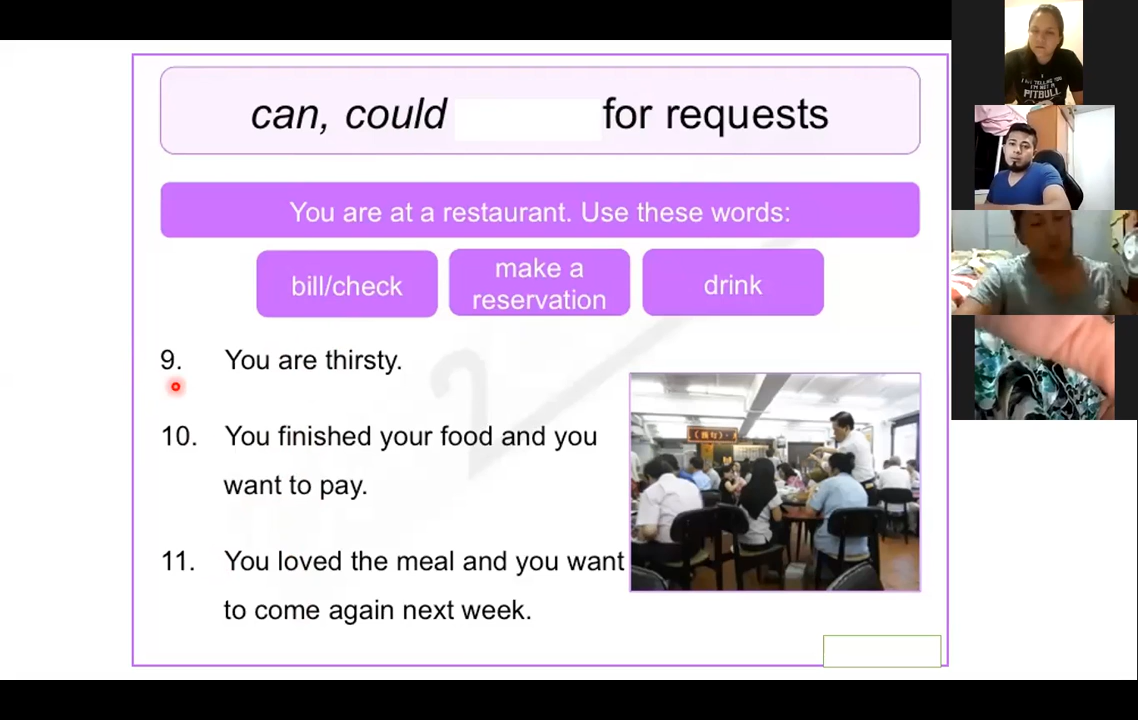 can, could for requests
You are at a restaurant. Use these words:
bill/check
make a
reservation
drink
9. You are thirsty.
10. You finished your food and you
want to pay.
11. You loved the meal and you want
to come again next week.
PITBULL